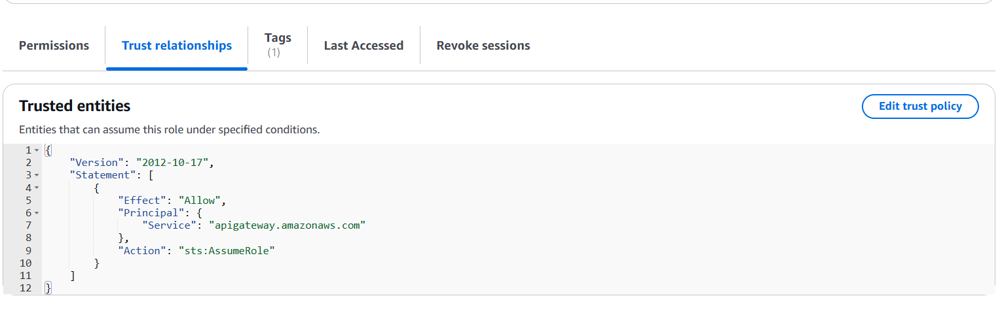 Permissions
Trust relationships
Tags
(1)
Last Accessed
Revoke sessions
Trusted entities
Edit trust policy
Entities that can assume this role under specified conditions.
1 {
2     "Version": "2012-10-17",
3     "Statement": [
4         {
5             "Effect": "Allow",
6             "Principal": {
7                 "Service": "apigateway.amazonaws.com"
8             },
9             "Action": "sts:AssumeRole"
10         }
11     ]
12 }